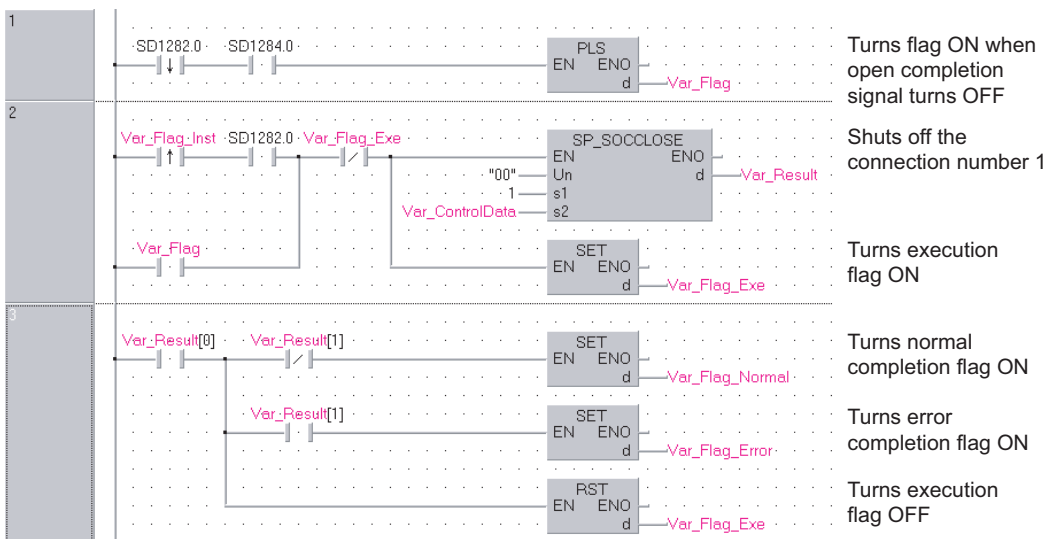 1
SD1282.0 SD1284.0
PLS
EN ENO
d Var_Flag
Turns flag ON when
open completion
signal turns OFF
2
Var_Flag_Inst SD1282.0 Var_Flag_Exe
SP_SOCCLOSE
EN ENO
"00" Un d Var_Result
1 s1
Var_ControlData s2
Shuts off the
connection number 1
Var_Flag
SET
EN ENO
d Var_Flag_Exe
Turns execution
flag ON
3
Var_Result[0] Var_Result[1]
SET
EN ENO
d Var_Flag_Normal
Turns normal
completion flag ON
Var_Result[1]
SET
EN ENO
d Var_Flag_Error
Turns error
completion flag ON
RST
EN ENO
d Var_Flag_Exe
Turns execution
flag OFF